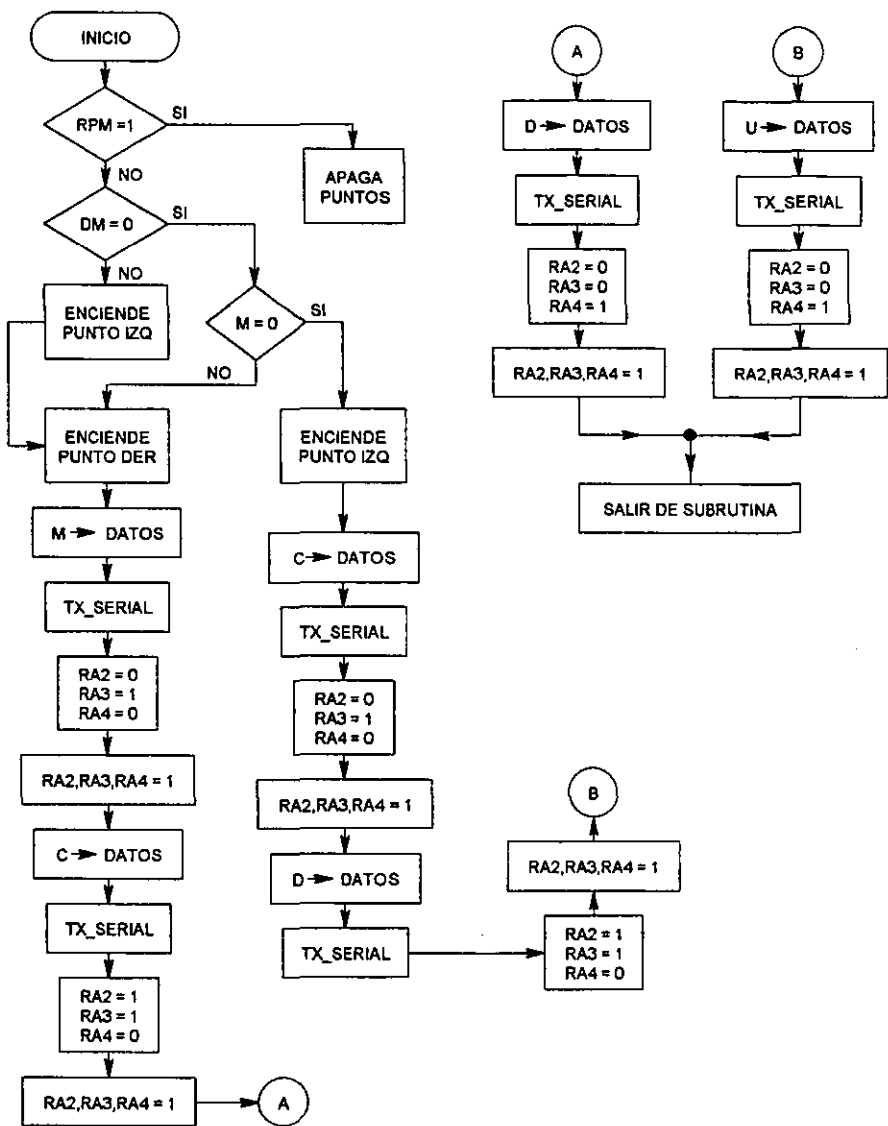 INICIO
RPM =1
SI
NO
APAGA
PUNTOS
DM = 0
SI
NO
ENCIENDE
PUNTO IZQ
M = 0
SI
NO
ENCIENDE
PUNTO DER
M → DATOS
TX_SERIAL
RA2 = 0
RA3 = 1
RA4 = 0
RA2,RA3,RA4 = 1
C → DATOS
TX_SERIAL
RA2 = 1
RA3 = 1
RA4 = 0
RA2,RA3,RA4 = 1
A
ENCIENDE
PUNTO IZQ
C → DATOS
TX_SERIAL
RA2 = 0
RA3 = 1
RA4 = 0
RA2,RA3,RA4 = 1
D → DATOS
TX_SERIAL
RA2 = 1
RA3 = 1
RA4 = 0
RA2,RA3,RA4 = 1
B
A
D → DATOS
TX_SERIAL
RA2 = 0
RA3 = 0
RA4 = 1
RA2,RA3,RA4 = 1
B
U → DATOS
TX_SERIAL
RA2 = 0
RA3 = 0
RA4 = 1
RA2,RA3,RA4 = 1
SALIR DE SUBRUTINA